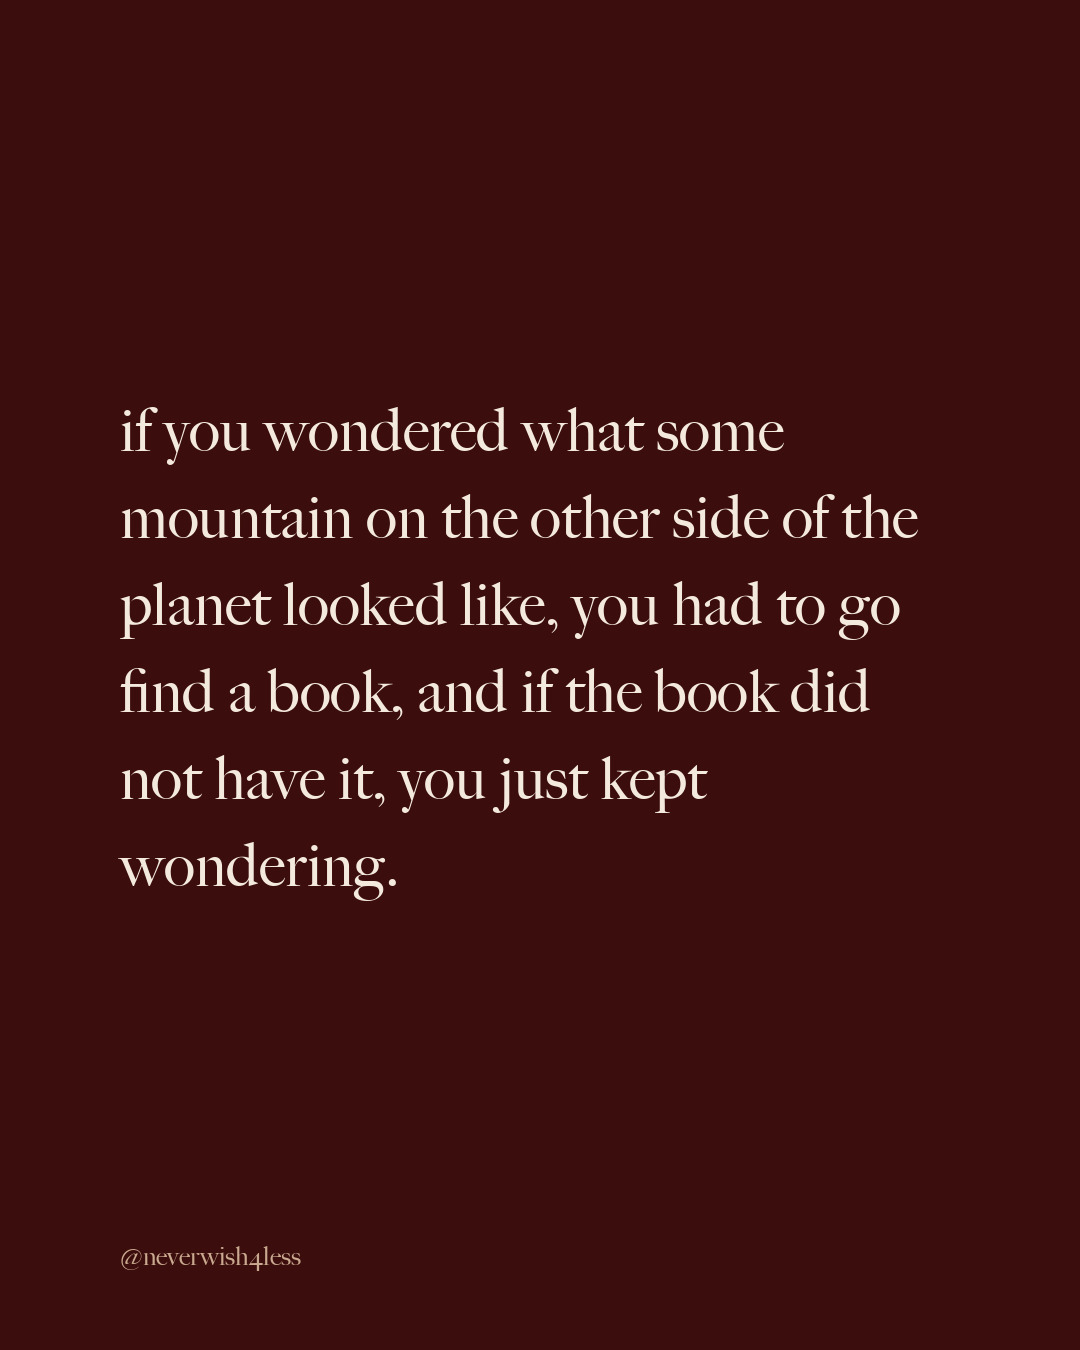 if you wondered what some
mountain on the other side of the
planet looked like, you had to go
find a book, and if the book did
not have it, you just kept
wondering.
@neverwish4less